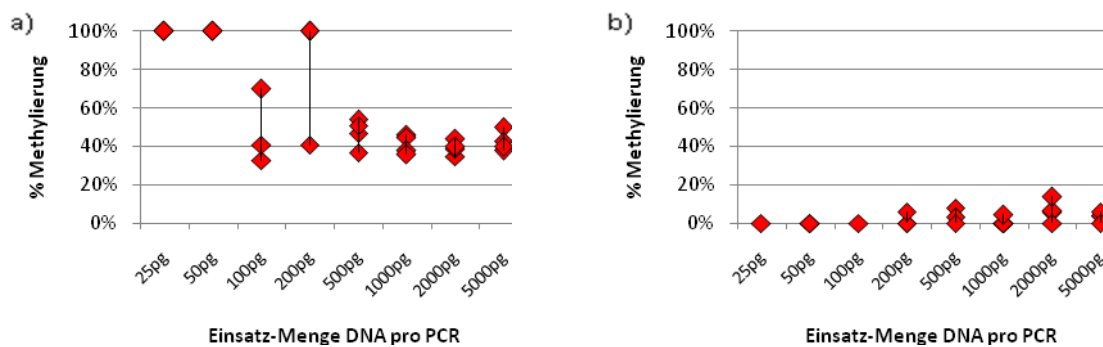 a)
% Methylierung
100%
80%
60%
40%
20%
0%
25pg
50pg
100pg
200pg
500pg
1000pg
2000pg
5000pg
Einsatz-Menge DNA pro PCR
b)
% Methylierung
100%
80%
60%
40%
20%
0%
25pg
50pg
100pg
200pg
500pg
1000pg
2000pg
5000pg
Einsatz-Menge DNA pro PCR